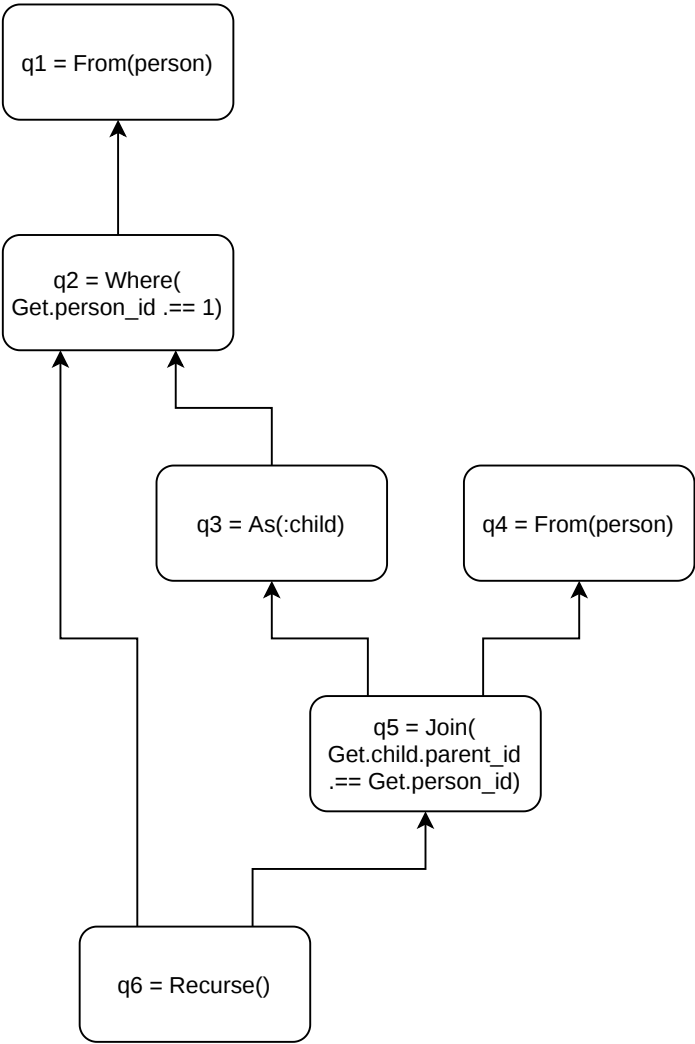 q1 = From(person)
q2 = Where(
Get.person_id .== 1)
q3 = As(:child)
q4 = From(person)
q5 = Join(
Get.child.parent_id
.== Get.person_id)
q6 = Recurse()